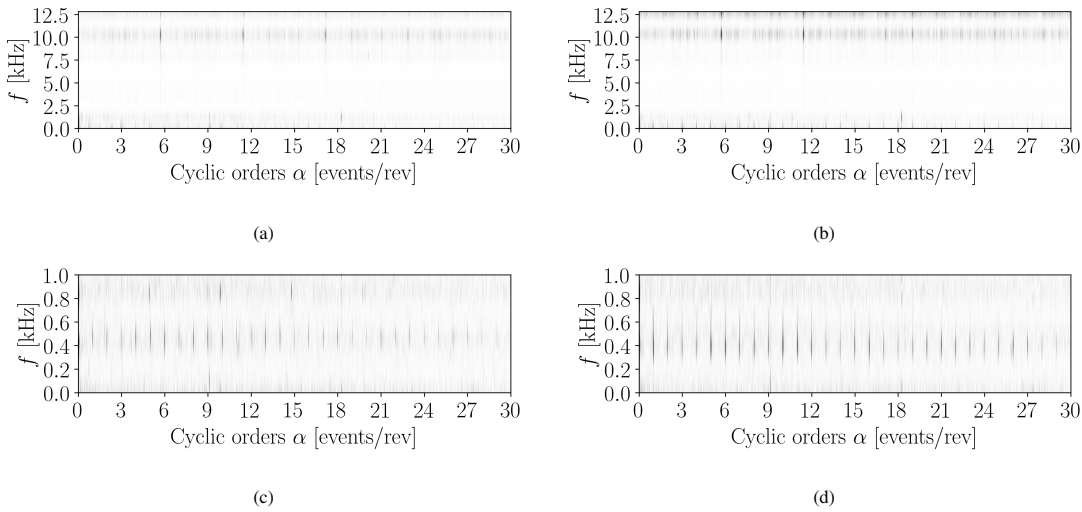 12.5
10.0
7.5
5.0
2.5
0.0
f [kHz]
0 3 6 9 12 15 18 21 24 27 30
Cyclic orders α [events/rev]
(a)
12.5
10.0
7.5
5.0
2.5
0.0
f [kHz]
0 3 6 9 12 15 18 21 24 27 30
Cyclic orders α [events/rev]
(b)
1.0
0.8
0.6
0.4
0.2
0.0
f [kHz]
0 3 6 9 12 15 18 21 24 27 30
Cyclic orders α [events/rev]
(c)
1.0
0.8
0.6
0.4
0.2
0.0
f [kHz]
0 3 6 9 12 15 18 21 24 27 30
Cyclic orders α [events/rev]
(d)